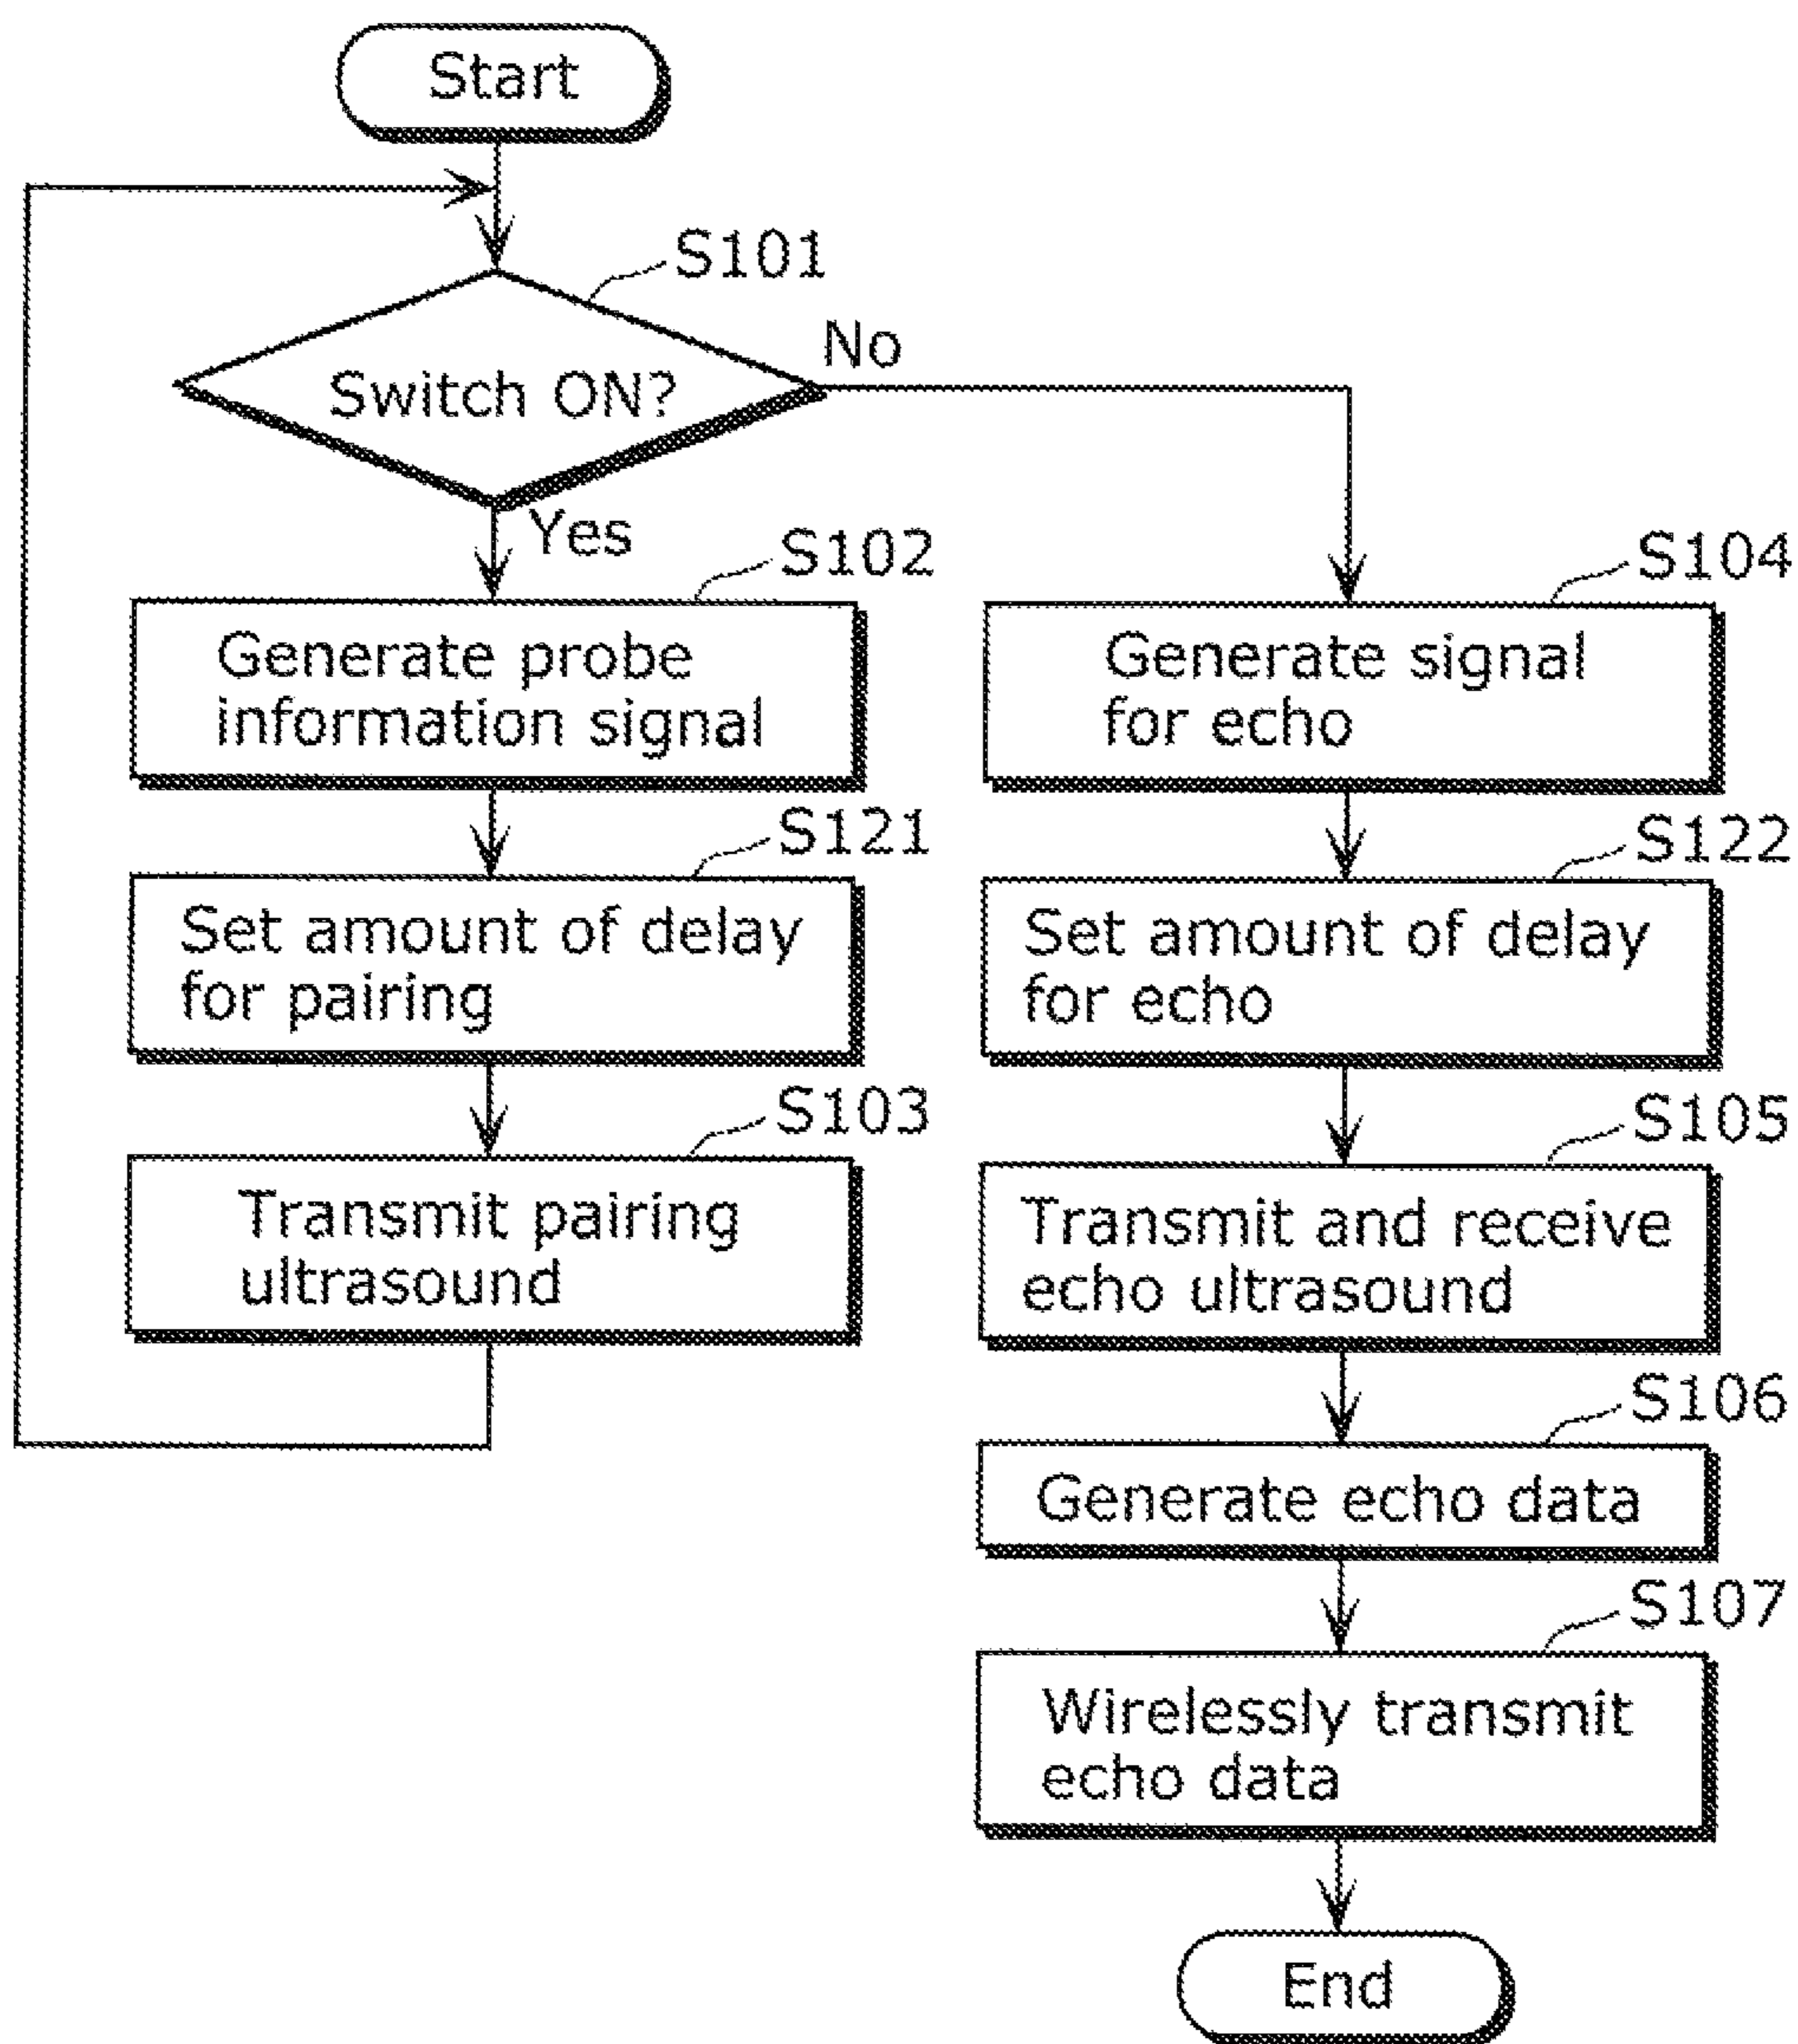 Start
S101
Switch ON?
No
Yes
S102
Generate probe
information signal
S121
Set amount of delay
for pairing
S103
Transmit pairing
ultrasound
S104
Generate signal
for echo
S122
Set amount of delay
for echo
S105
Transmit and receive
echo ultrasound
S106
Generate echo data
S107
Wirelessly transmit
echo data
End